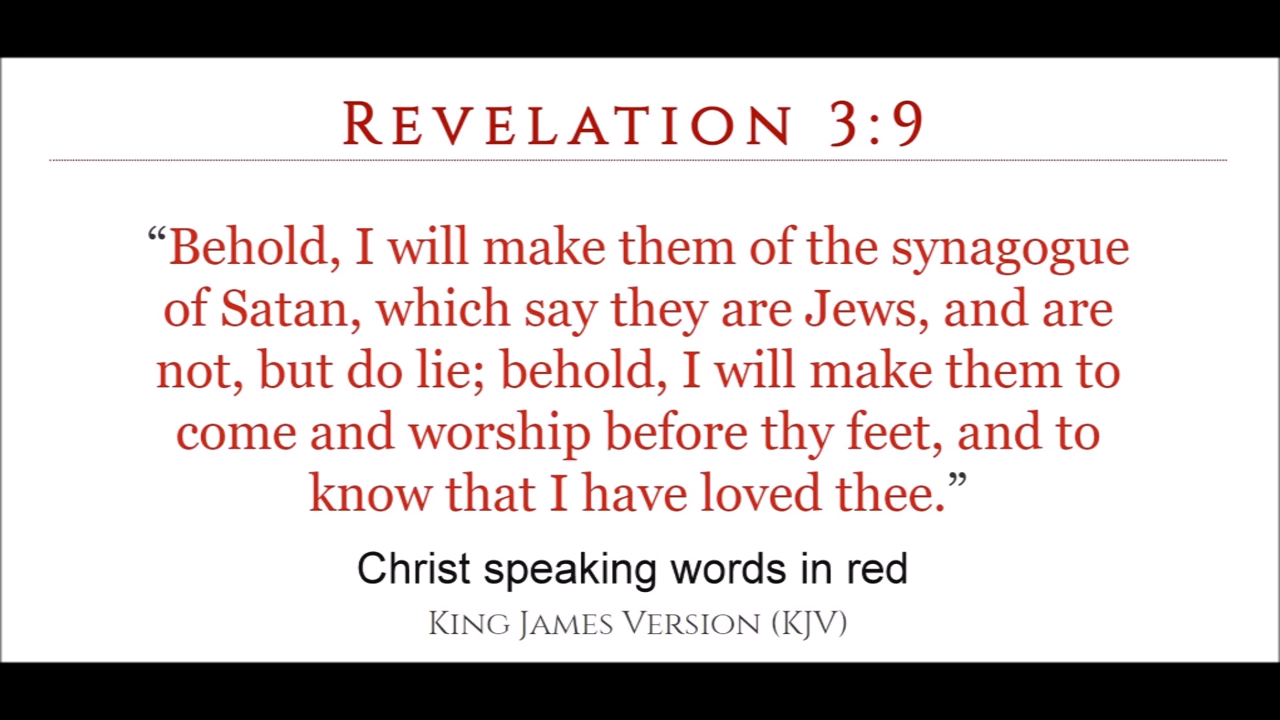 REVELATION 3:9
“Behold, I will make them of the synagogue
of Satan, which say they are Jews, and are
not, but do lie; behold, I will make them to
come and worship before thy feet, and to
know that I have loved thee.”
Christ speaking words in red
KING JAMES VERSION (KJV)